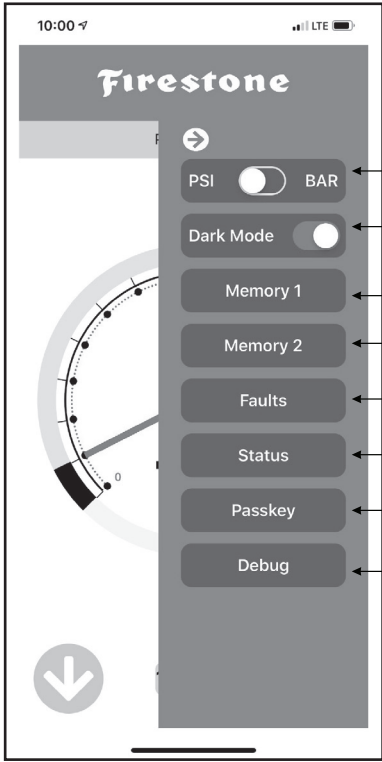 10:00
LTE
Firestone
PSI BAR
Dark Mode
Memory 1
Memory 2
Faults
Status
Passkey
Debug
0